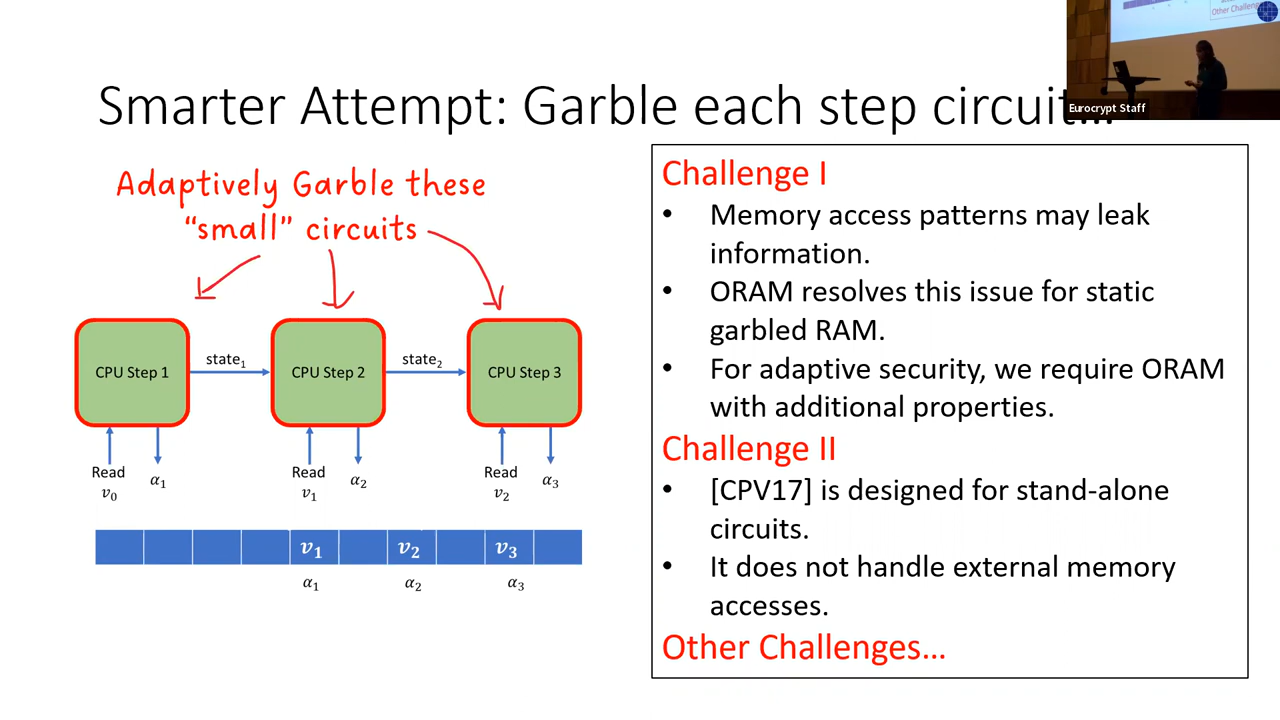 Other Challenges
Eurocrypt Staff
Smarter Attempt: Garble each step circuit...
Adaptively Garble these
"small" circuits
CPU Step 1
state₁
CPU Step 2
state₂
CPU Step 3
Read
v₀
α₁
Read
v₁
α₂
Read
v₂
α₃
v₁
v₂
v₃
α₁
α₂
α₃
Challenge I
• Memory access patterns may leak
information.
• ORAM resolves this issue for static
garbled RAM.
• For adaptive security, we require ORAM
with additional properties.
Challenge II
• [CPV17] is designed for stand-alone
circuits.
• It does not handle external memory
accesses.
Other Challenges…